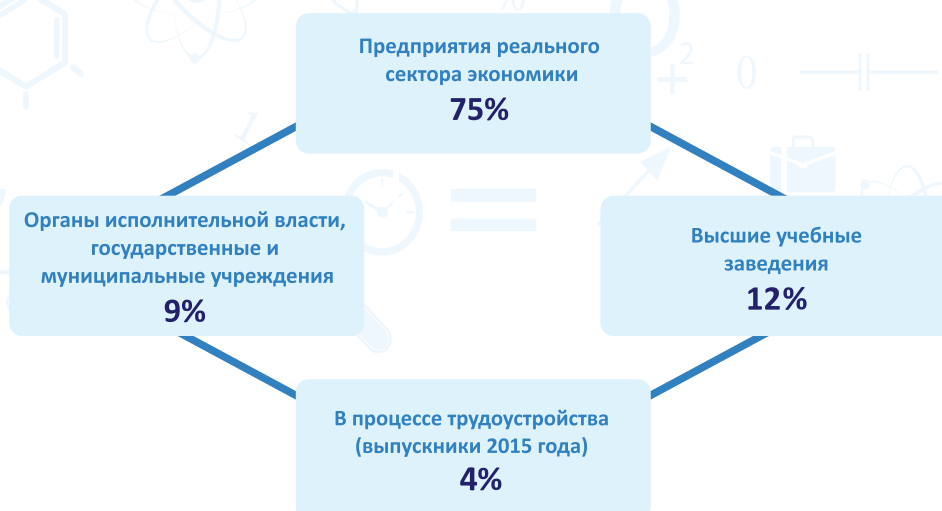 Предприятия реального
сектора экономики
75%
Органы исполнительной власти,
государственные и
муниципальные учреждения
9%
Высшие учебные
заведения
12%
В процессе трудоустройства
(выпускники 2015 года)
4%